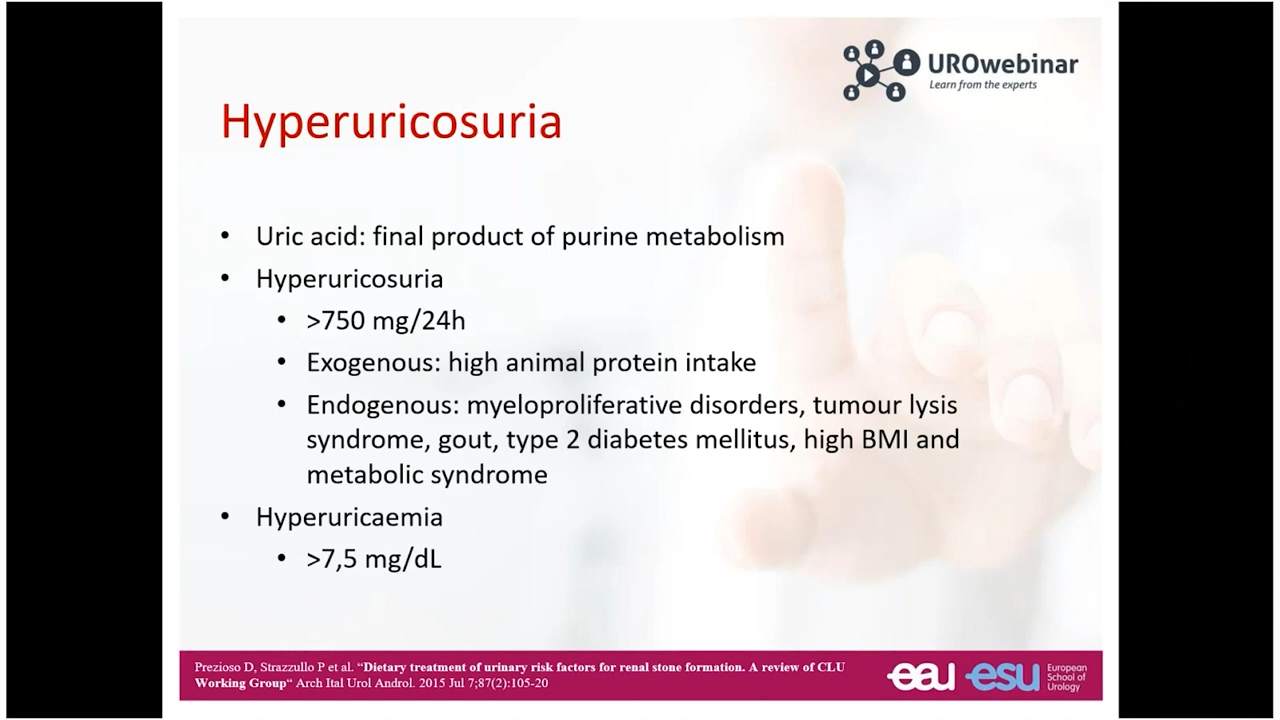 UROwebinar
Learn from the experts
Hyperuricosuria
• Uric acid: final product of purine metabolism
• Hyperuricosuria
• >750 mg/24h
• Exogenous: high animal protein intake
• Endogenous: myeloproliferative disorders, tumour lysis
syndrome, gout, type 2 diabetes mellitus, high BMI and
metabolic syndrome
• Hyperuricaemia
• >7,5 mg/dL
Prezioso D, Strazzullo P et al. “Dietary treatment of urinary risk factors for renal stone formation. A review of CLU
Working Group“ Arch Ital Urol Androl. 2015 Jul 7;87(2):105-20
eau esu
European
School of
Urology